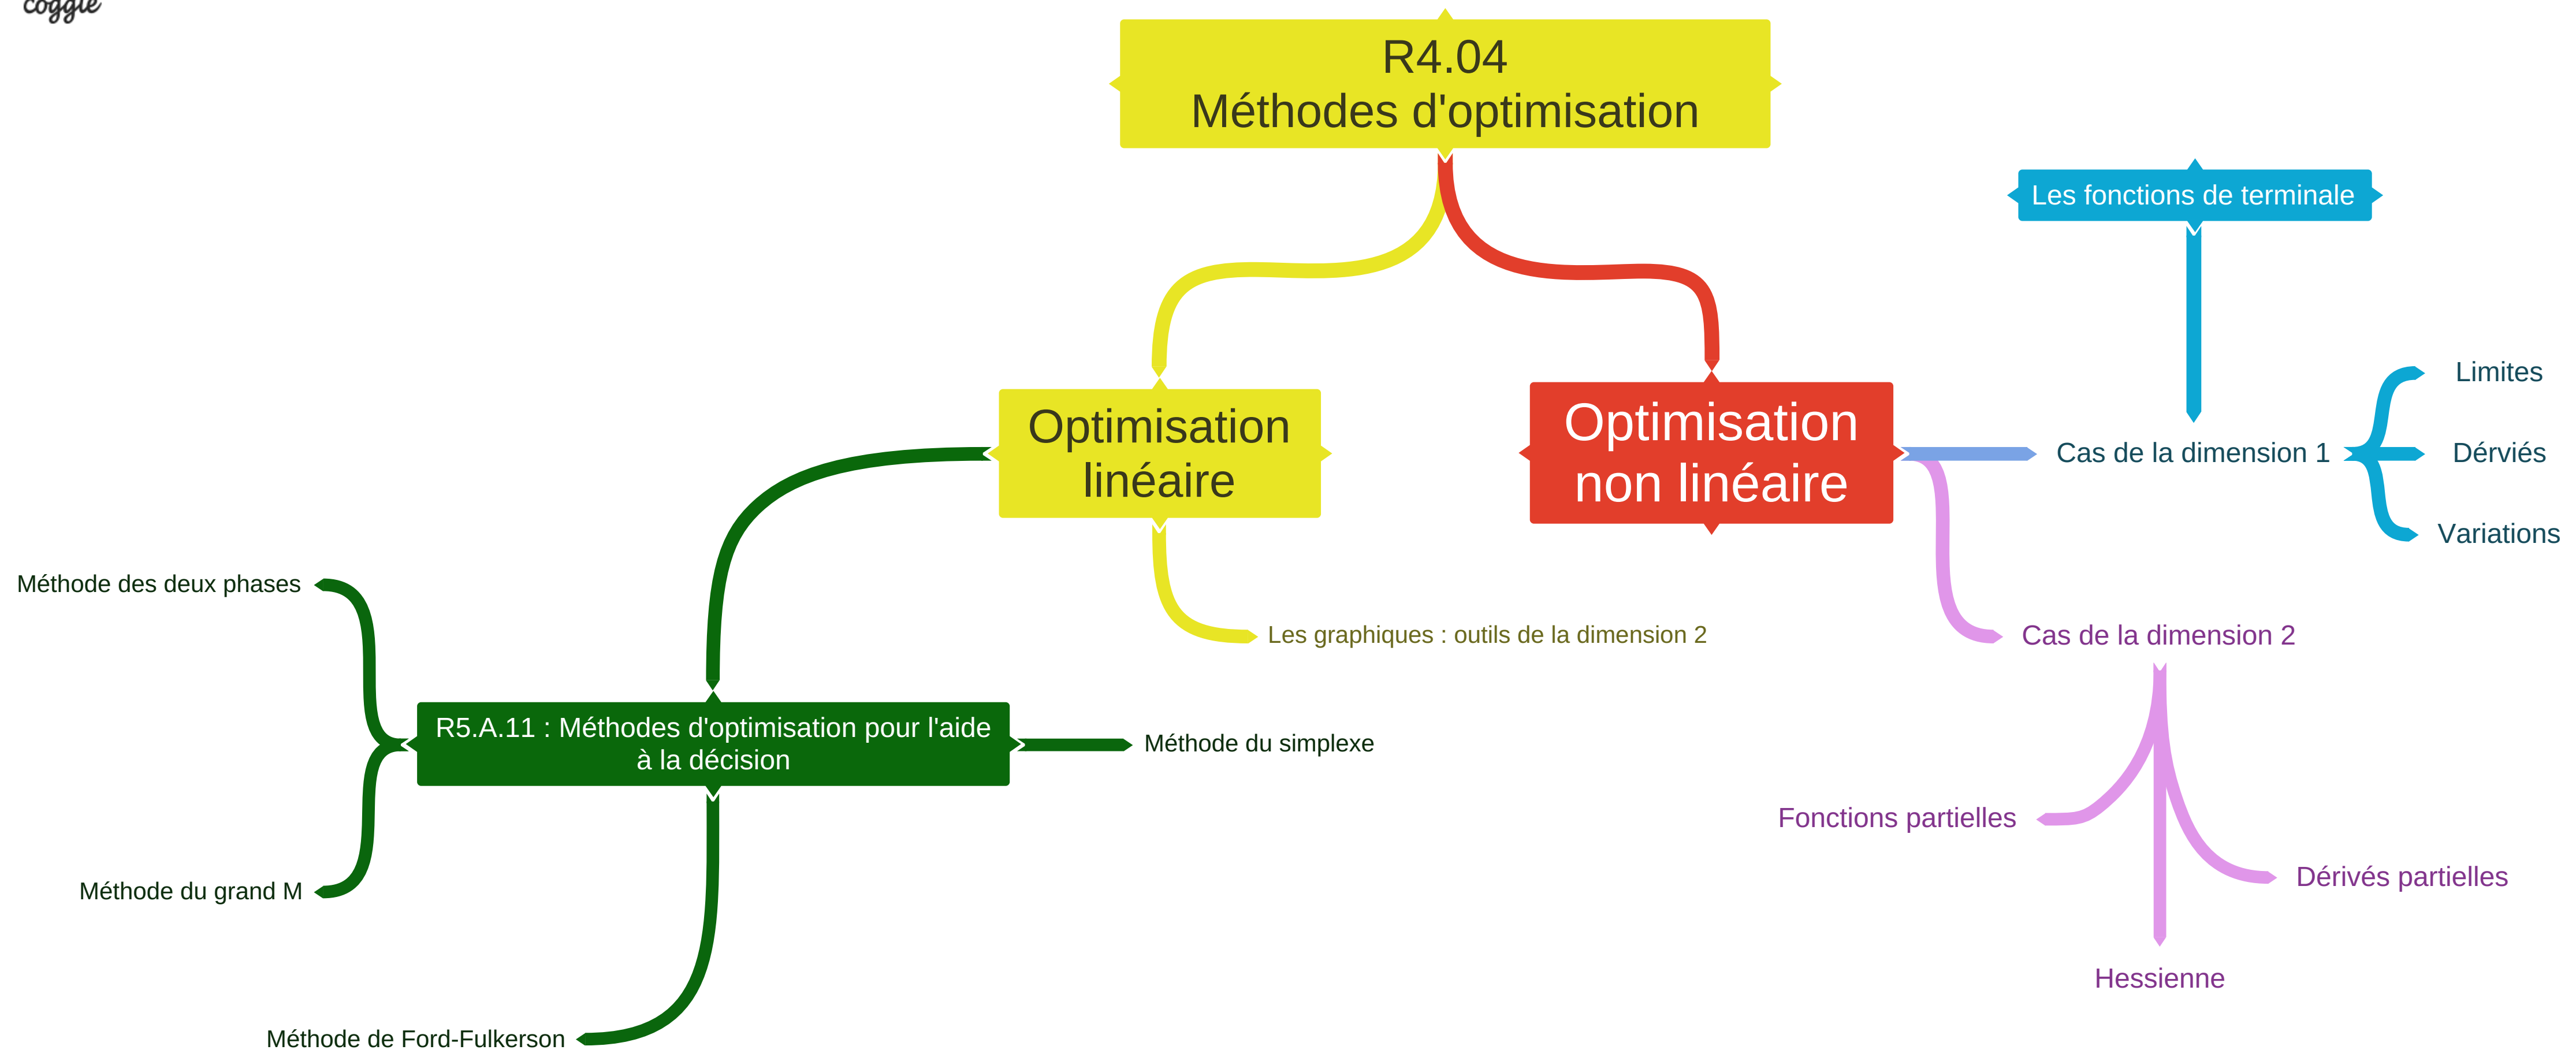 coggle
R4.04
Méthodes d'optimisation
Les fonctions de terminale
Optimisation
linéaire
Optimisation
non linéaire
Cas de la dimension 1
Limites
Dérviés
Variations
Méthode des deux phases
Les graphiques : outils de la dimension 2
Cas de la dimension 2
R5.A.11 : Méthodes d'optimisation pour l'aide
à la décision
Méthode du simplexe
Fonctions partielles
Dérivés partielles
Méthode du grand M
Hessienne
Méthode de Ford-Fulkerson